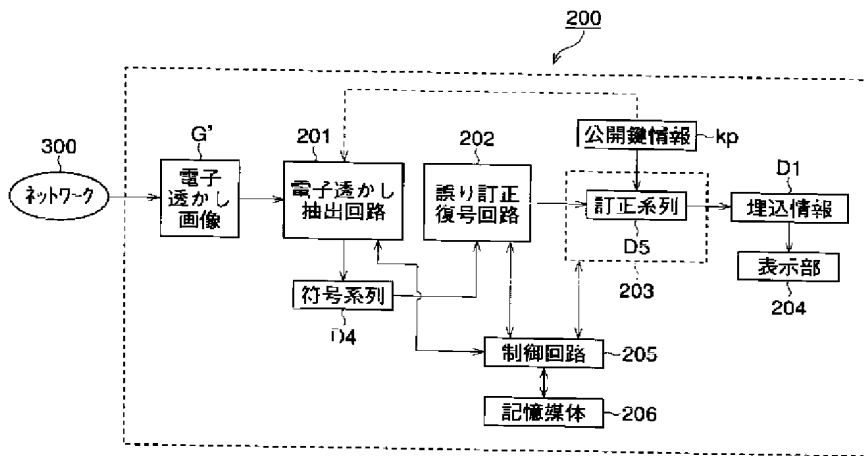 200
300
ネットワーク
G'
電子
透かし
画像
201
電子透かし
抽出回路
202
誤り訂正
復号回路
公開鍵情報
kp
訂正系列
D5
203
D1
埋込情報
表示部
204
符号系列
D4
制御回路
205
記憶媒体
206